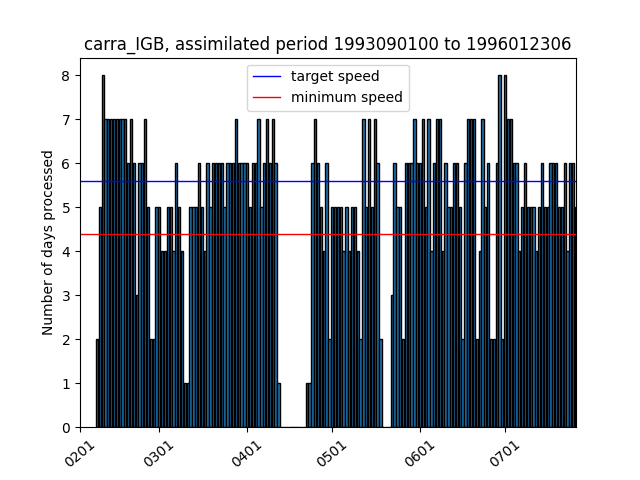 carra_IGB, assimilated period 1993090100 to 1996012306
target speed
minimum speed
Number of days processed
8
7
6
5
4
3
2
1
0
0201 0301 0401 0501 0601 0701